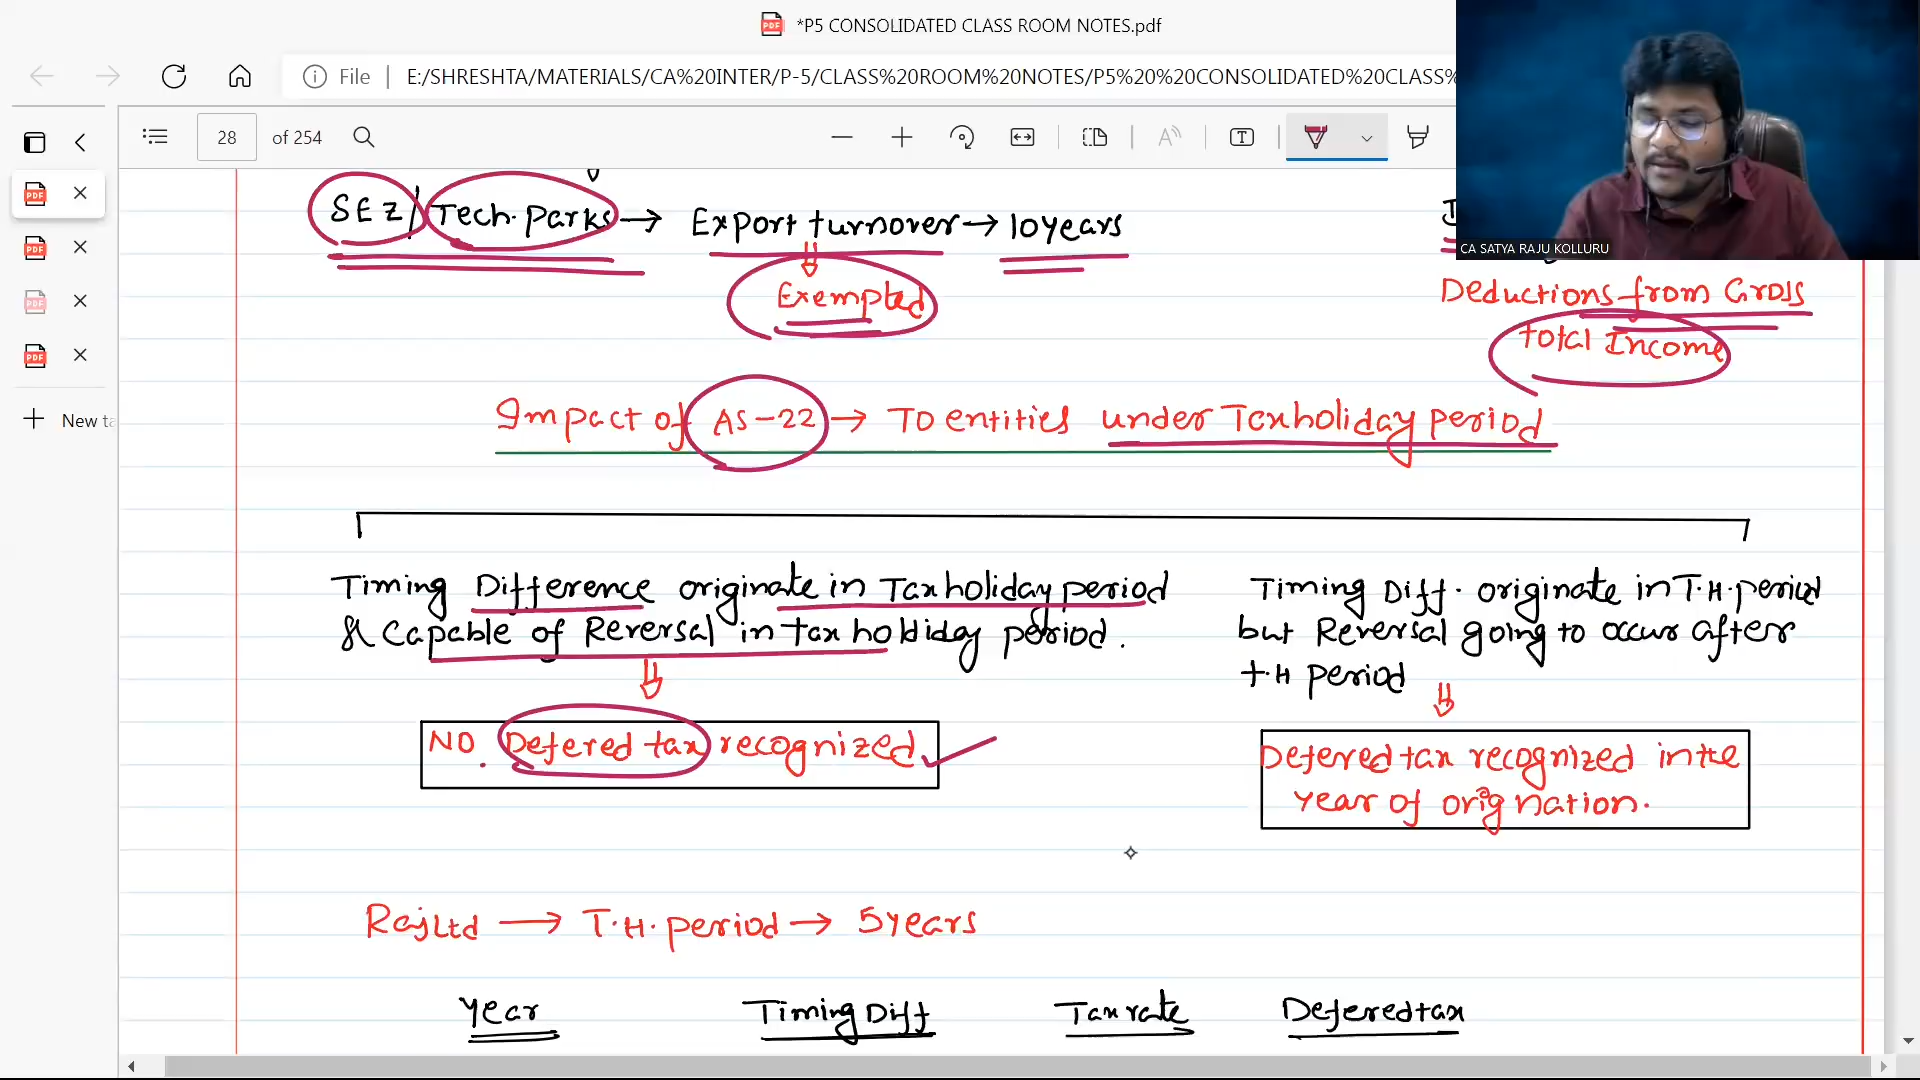 *P5 CONSOLIDATED CLASS ROOM NOTES.pdf
File E:/SHRESHTA/MATERIALS/CA%20INTER/P-5/CLASS%20ROOM%20NOTES/P5%20%20CONSOLIDATED%20CLASS%
28 of 254
New ta
CA SATYA RAJU KOLLURU
SEZ/Tech.Parks → Export turnover → 10years
Exempted
Deductions from Gross
total Income
Impact of AS-22 → To entities under Taxholiday period
Timing Difference originate in Taxholiday period
& Capable of Reversal in tax holiday period.
NO. Defered tax recognized
Timing Diff. originate in T.H.period
but Reversal going to occur after
t.H period
Defered tax recognized in the
year of origination.
Raj Ltd → T.H.period → 5years
Year Timing Diff Tax rate Defered tax